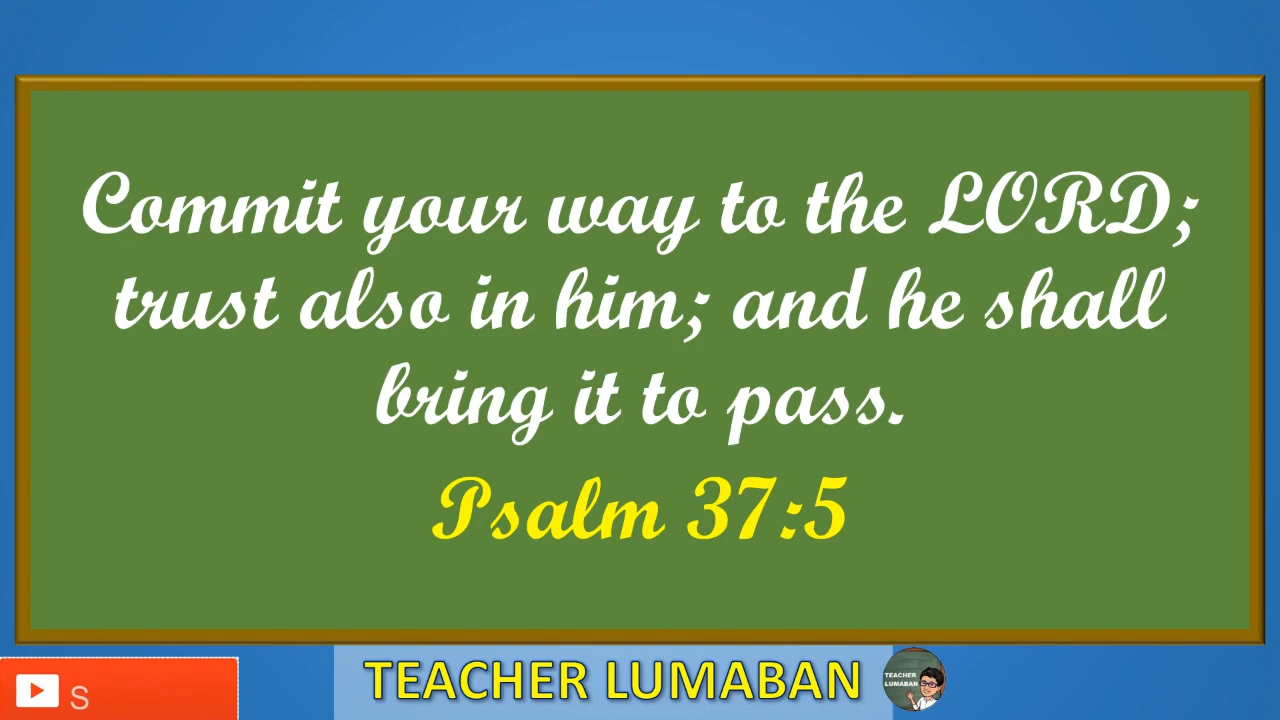 Commit your way to the LORD;
trust also in him; and he shall
bring it to pass.
Psalm 37:5
S
TEACHER LUMABAN
TEACHER
LUMABAN